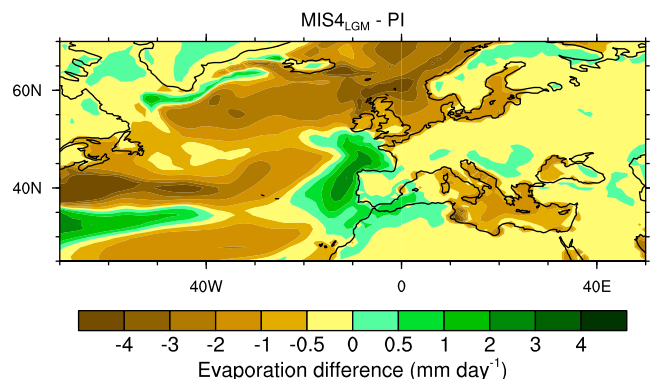 MIS4LGM - PI
60N
40N
40W 0 40E
-4 -3 -2 -1 -0.5 0 0.5 1 2 3 4
Evaporation difference (mm day-1)